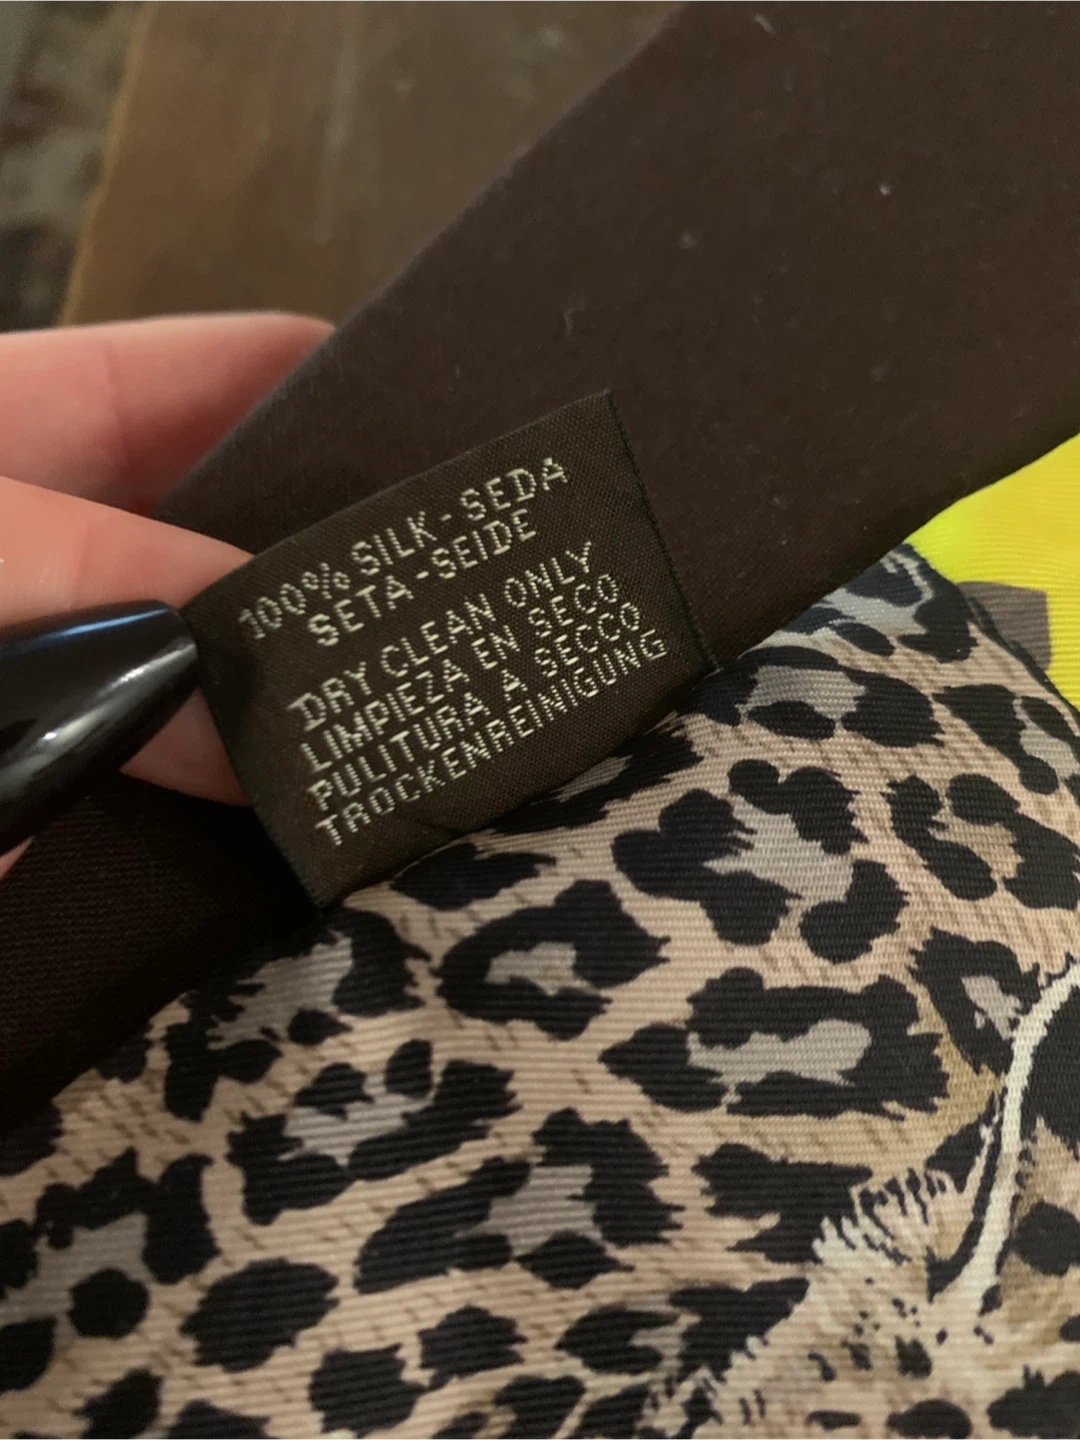 100% SILK-SEDA
SETA-SEIDE
DRY CLEAN ONLY
LIMPIEZA EN SECO
PULITURA A SECCO
TROCKENREINIGUNG